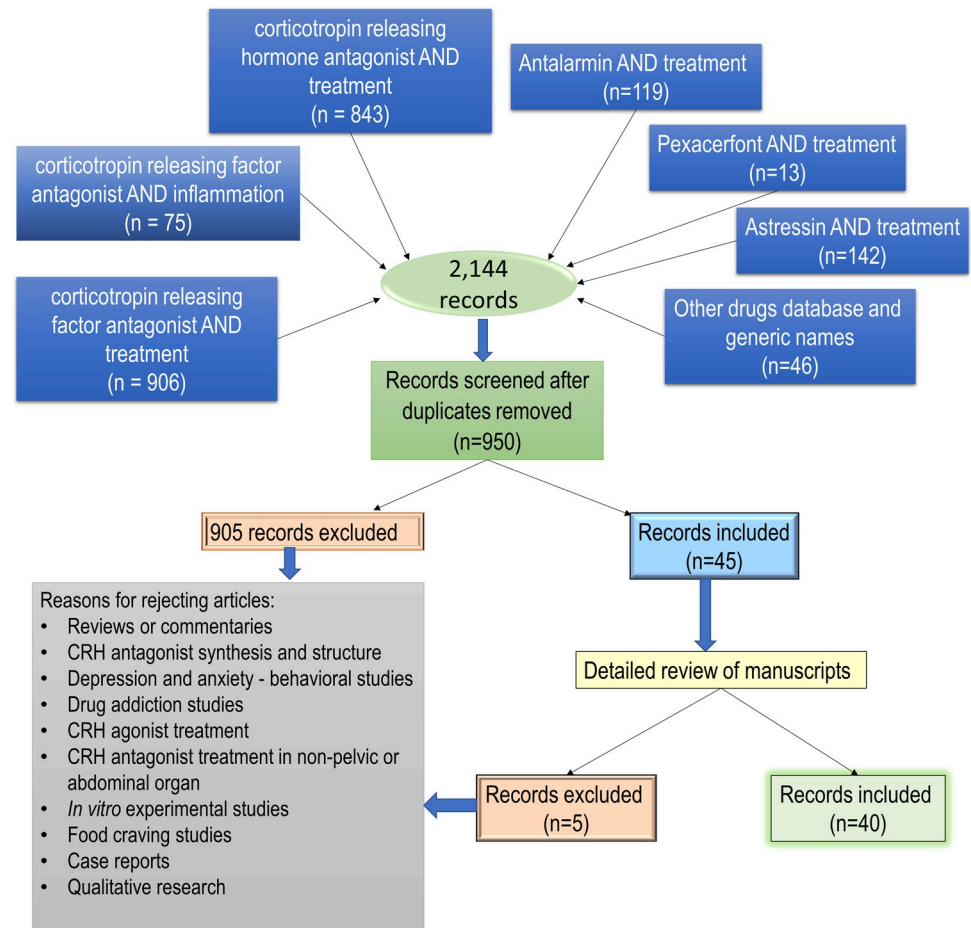 corticotropin releasing
hormone antagonist AND
treatment
(n = 843)
Antalarmin AND treatment
(n=119)
Pexacerfont AND treatment
(n=13)
corticotropin releasing factor
antagonist AND inflammation
(n = 75)
Astressin AND treatment
(n=142)
2,144
records
corticotropin releasing
factor antagonist AND
treatment
(n = 906)
Other drugs database and
generic names
(n=46)
Records screened after
duplicates removed
(n=950)
905 records excluded
Records included
(n=45)
Reasons for rejecting articles:
• Reviews or commentaries
• CRH antagonist synthesis and structure
• Depression and anxiety - behavioral studies
• Drug addiction studies
• CRH agonist treatment
• CRH antagonist treatment in non-pelvic or
abdominal organ
• In vitro experimental studies
• Food craving studies
• Case reports
• Qualitative research
Detailed review of manuscripts
Records excluded
(n=5)
Records included
(n=40)